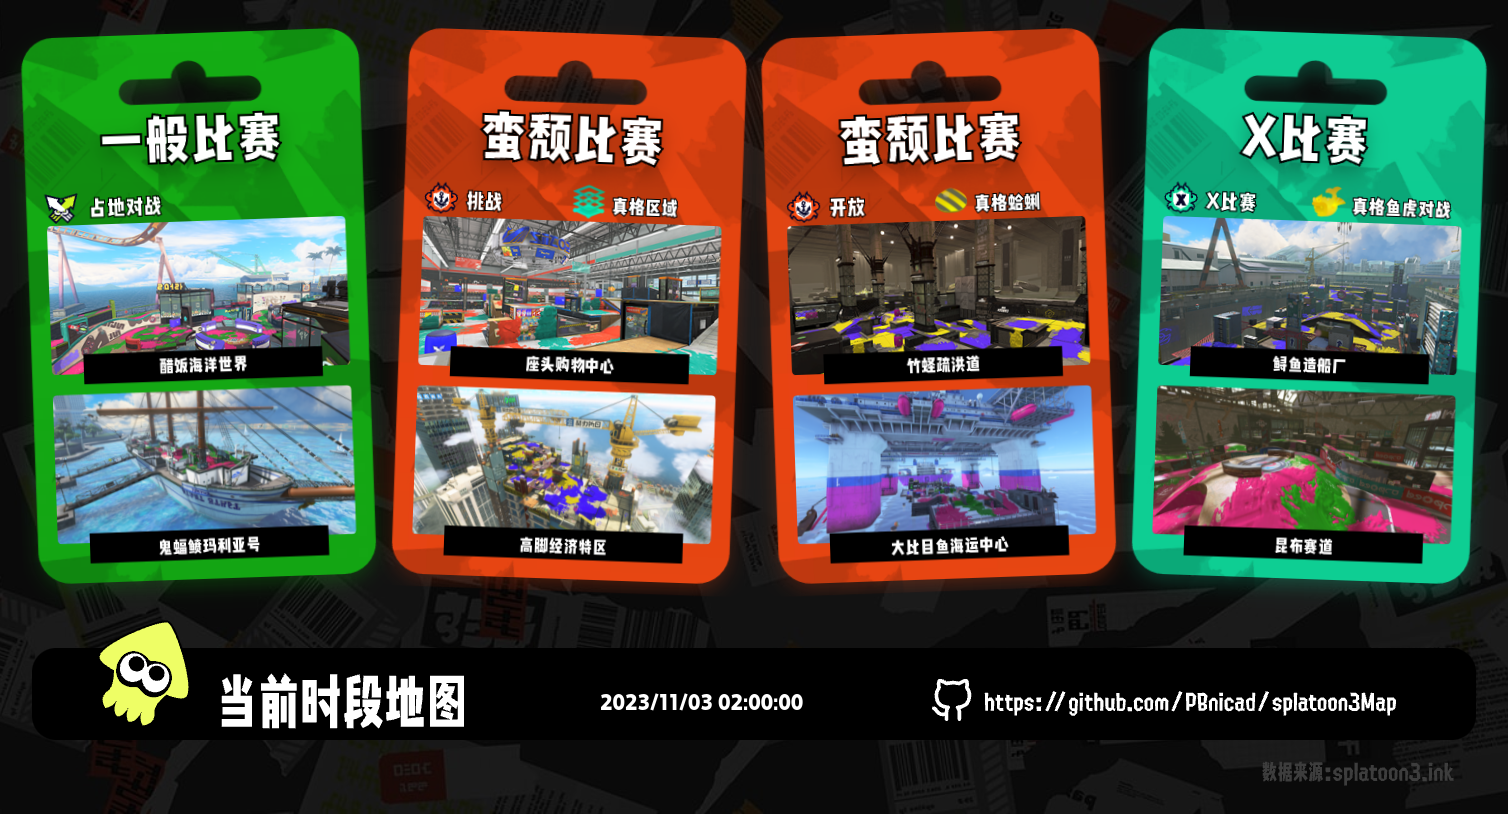 一般比赛
占地对战
醋饭海洋世界
鬼蝠鲼玛利亚号
蛮颓比赛
挑战
真格区域
座头购物中心
高脚经济特区
蛮颓比赛
开放
真格蛤蜊
竹蛏疏洪道
大比目鱼海运中心
X比赛
X比赛
真格鱼虎对战
鲟鱼造船厂
昆布赛道
当前时段地图
2023/11/03 02:00:00
https://github.com/PBnicad/splatoon3Map
数据来源:splatoon3.ink